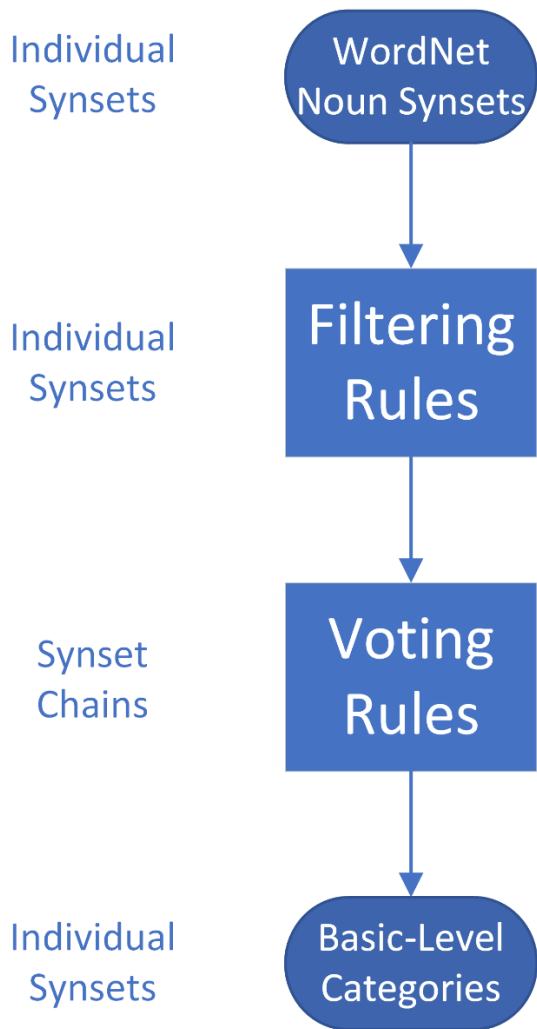 Individual
Synsets
WordNet
Noun Synsets
Individual
Synsets
Filtering
Rules
Synset
Chains
Voting
Rules
Individual
Synsets
Basic-Level
Categories